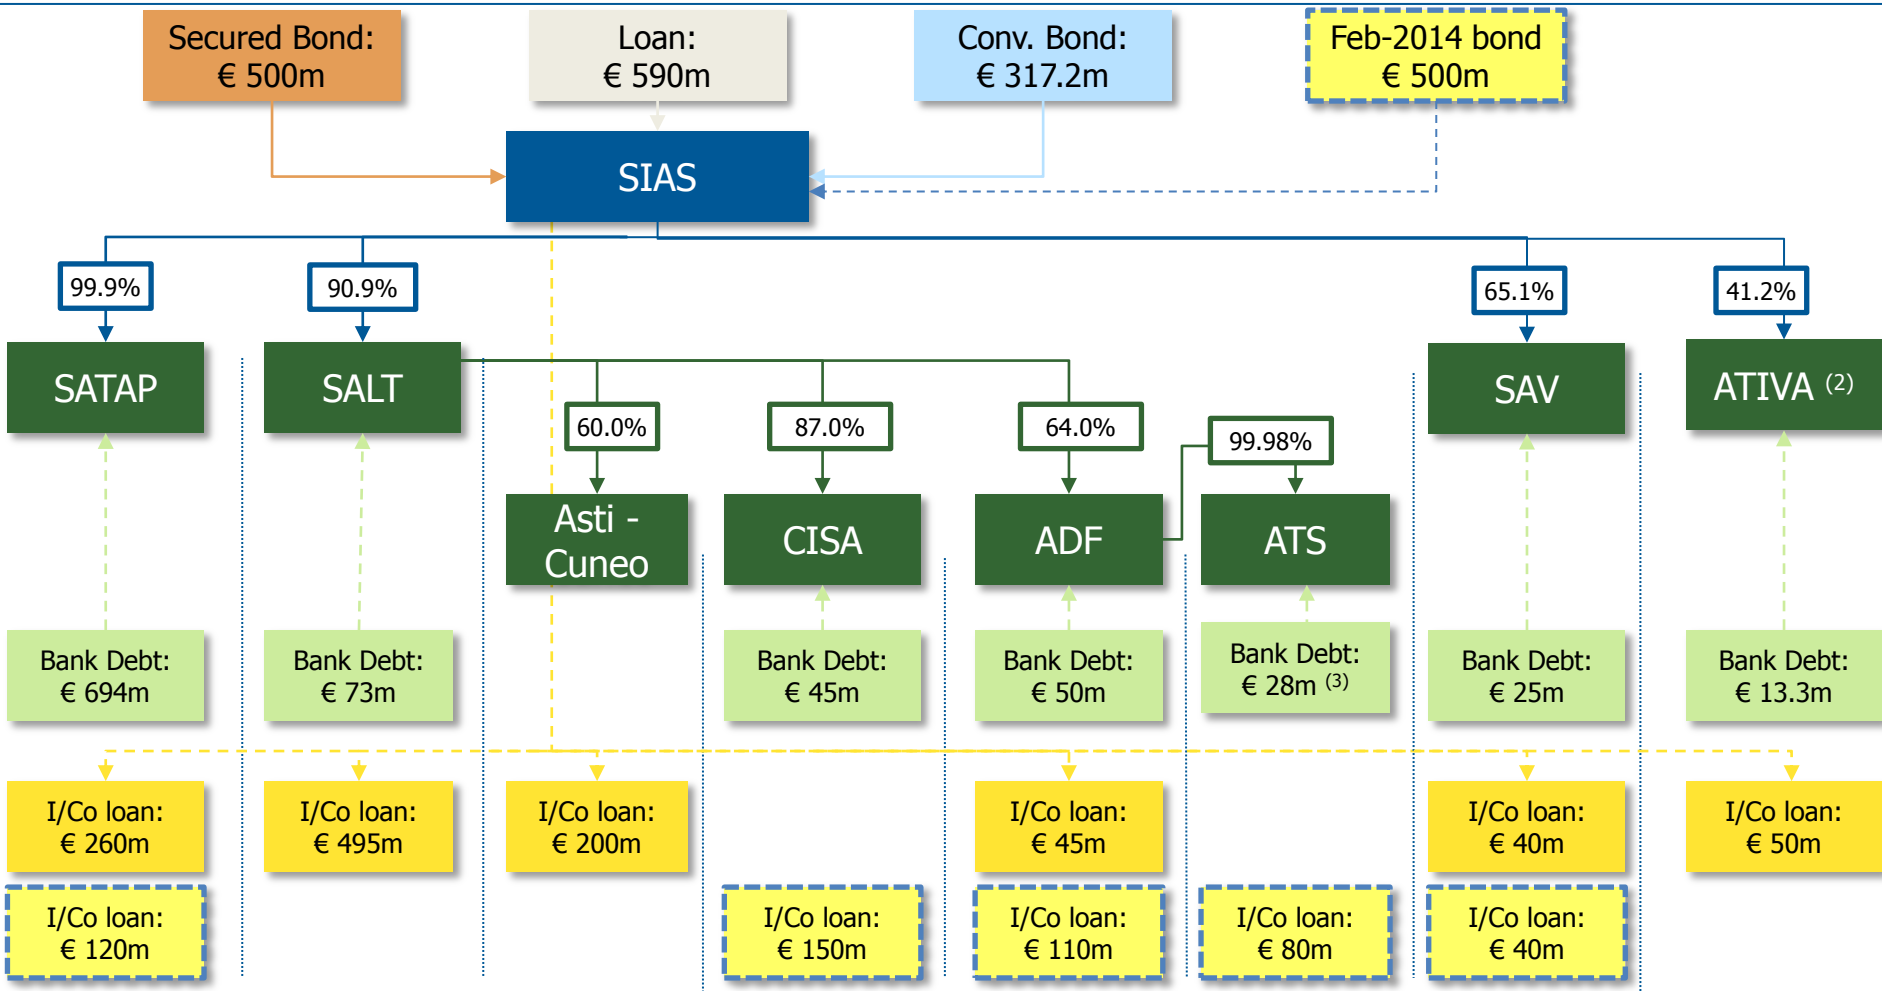 Secured Bond:
€ 500m
Loan:
€ 590m
Conv. Bond:
€ 317.2m
Feb-2014 bond
€ 500m
SIAS
99.9%
90.9%
65.1%
41.2%
SATAP
SALT
SAV
ATIVA (2)
60.0%
87.0%
64.0%
99.98%
Asti -
Cuneo
CISA
ADF
ATS
Bank Debt:
€ 694m
Bank Debt:
€ 73m
Bank Debt:
€ 45m
Bank Debt:
€ 50m
Bank Debt:
€ 28m (3)
Bank Debt:
€ 25m
Bank Debt:
€ 13.3m
I/Co loan:
€ 260m
I/Co loan:
€ 495m
I/Co loan:
€ 200m
I/Co loan:
€ 45m
I/Co loan:
€ 40m
I/Co loan:
€ 50m
I/Co loan:
€ 120m
I/Co loan:
€ 150m
I/Co loan:
€ 110m
I/Co loan:
€ 80m
I/Co loan:
€ 40m